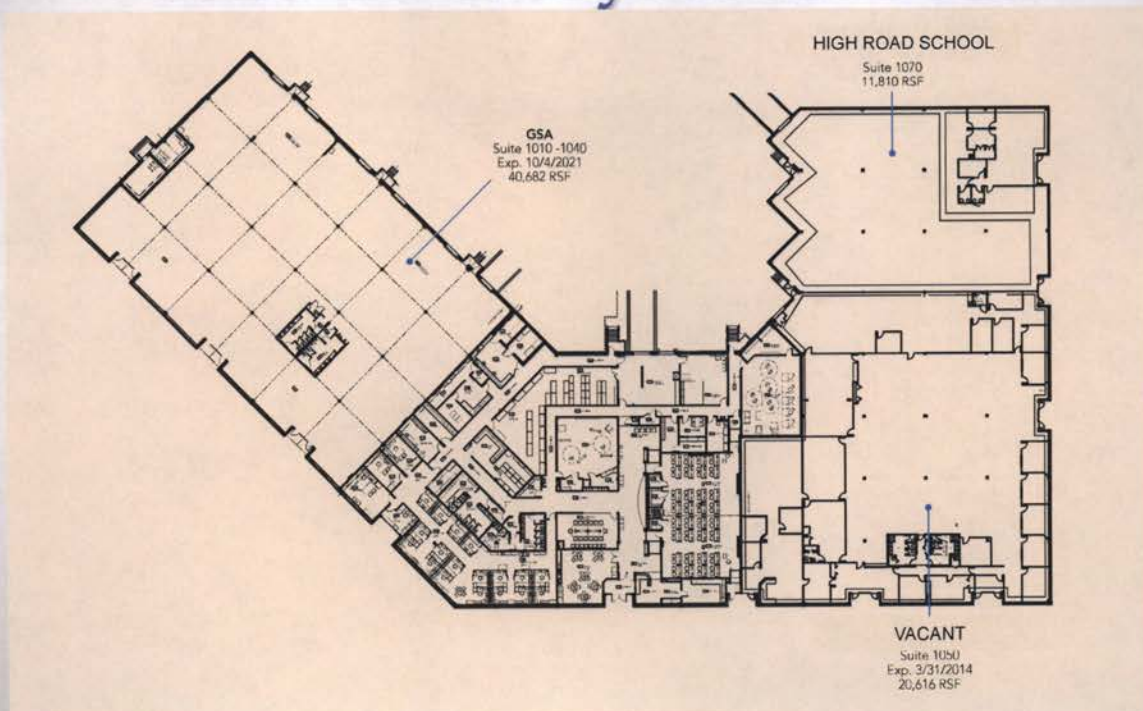 HIGH ROAD SCHOOL
Suite 1070
11,810 RSF
GSA
Suite 1010 -1040
Exp. 10/4/2021
40,682 RSF
VACANT
Suite 1050
Exp. 3/31/2014
20,616 RSF